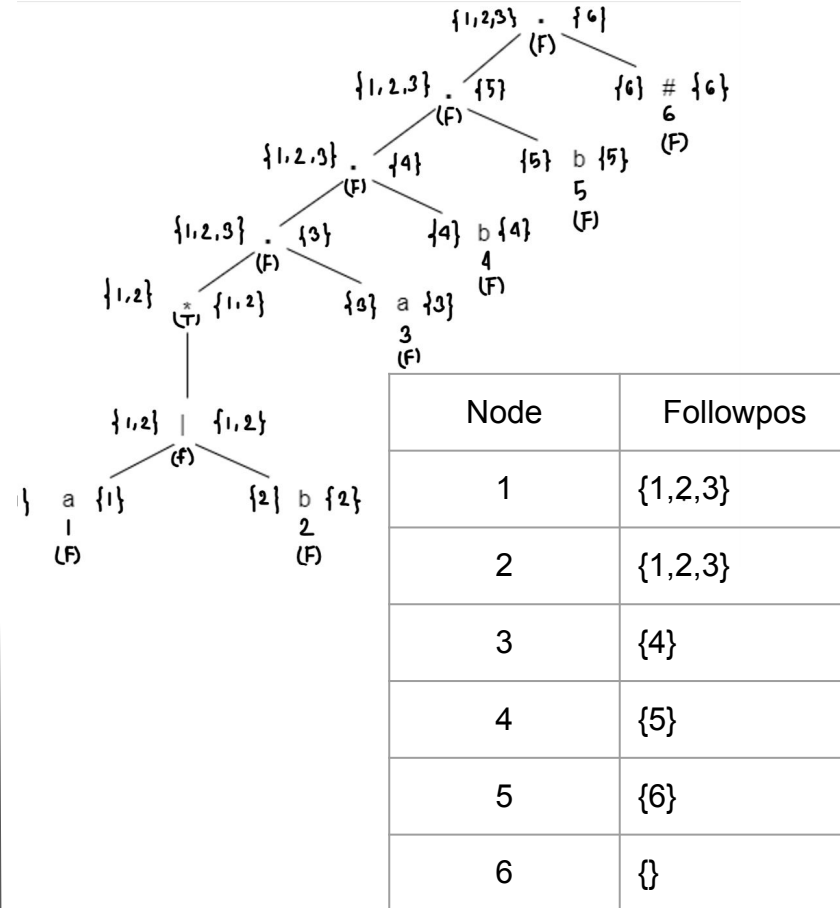 {1,2,3} . {6}
(F)
{1,2,3} . {5}
(F)
{6} # {6}
6
(F)
{1,2,3} . {4}
(F)
{5} b {5}
5
(F)
{1,2,3} . {3}
(F)
{4} b {4}
4
(F)
{1,2} * {1,2}
(T)
{3} a {3}
3
(F)
{1,2} | {1,2}
(f)
} a {1}
1
(F)
{2} b {2}
2
(F)
Node Followpos
1 {1,2,3}
2 {1,2,3}
3 {4}
4 {5}
5 {6}
6 {}